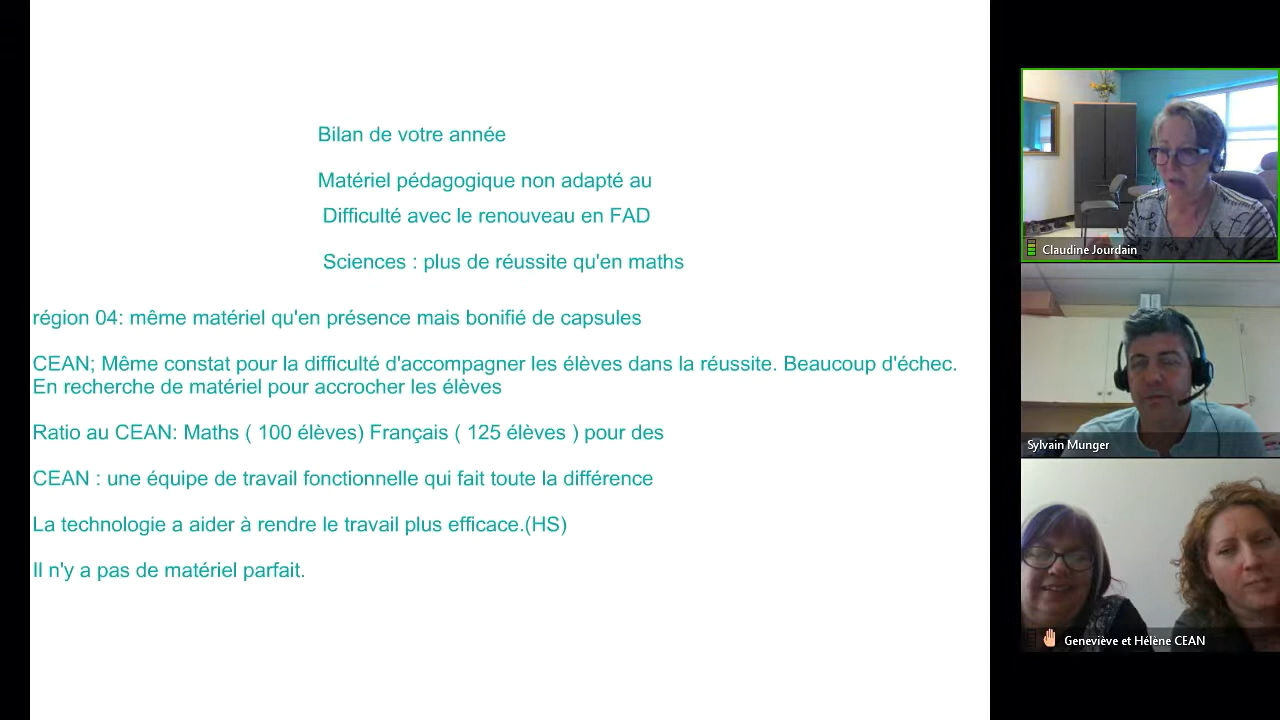 Bilan de votre année
Matériel pédagogique non adapté au
Difficulté avec le renouveau en FAD
Sciences : plus de réussite qu'en maths
région 04: même matériel qu'en présence mais bonifié de capsules
CEAN; Même constat pour la difficulté d'accompagner les élèves dans la réussite. Beaucoup d'échec.
En recherche de matériel pour accrocher les élèves
Ratio au CEAN: Maths ( 100 élèves) Français ( 125 élèves ) pour des
CEAN : une équipe de travail fonctionnelle qui fait toute la différence
La technologie a aider à rendre le travail plus efficace.(HS)
Il n'y a pas de matériel parfait.
Claudine Jourdain
Sylvain Munger
Geneviève et Hélène CEAN